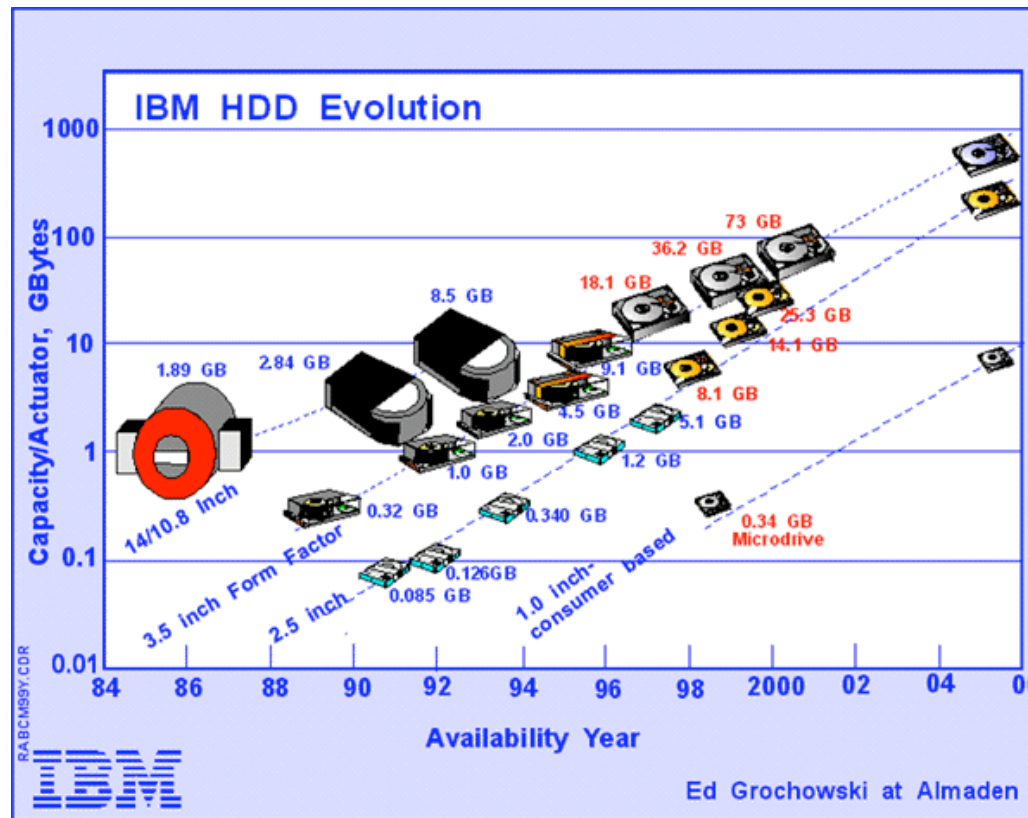 IBM HDD Evolution
Capacity/Actuator, GBytes
1000
100
10
1
0.1
0.01
1.89 GB
2.84 GB
8.5 GB
18.1 GB
36.2 GB
73 GB
25.3 GB
14.1 GB
9.1 GB
8.1 GB
4.5 GB
5.1 GB
2.0 GB
1.2 GB
1.0 GB
0.32 GB
0.340 GB
0.126GB
0.085 GB
0.34 GB
Microdrive
14/10.8 Inch
3.5 inch Form Factor
2.5 inch
1.0 inch-
consumer based
84 86 90 92 94 96 98 2000 02 04 0
Availability Year
RABCM99Y.CDR
IBM
Ed Grochowski at Almaden